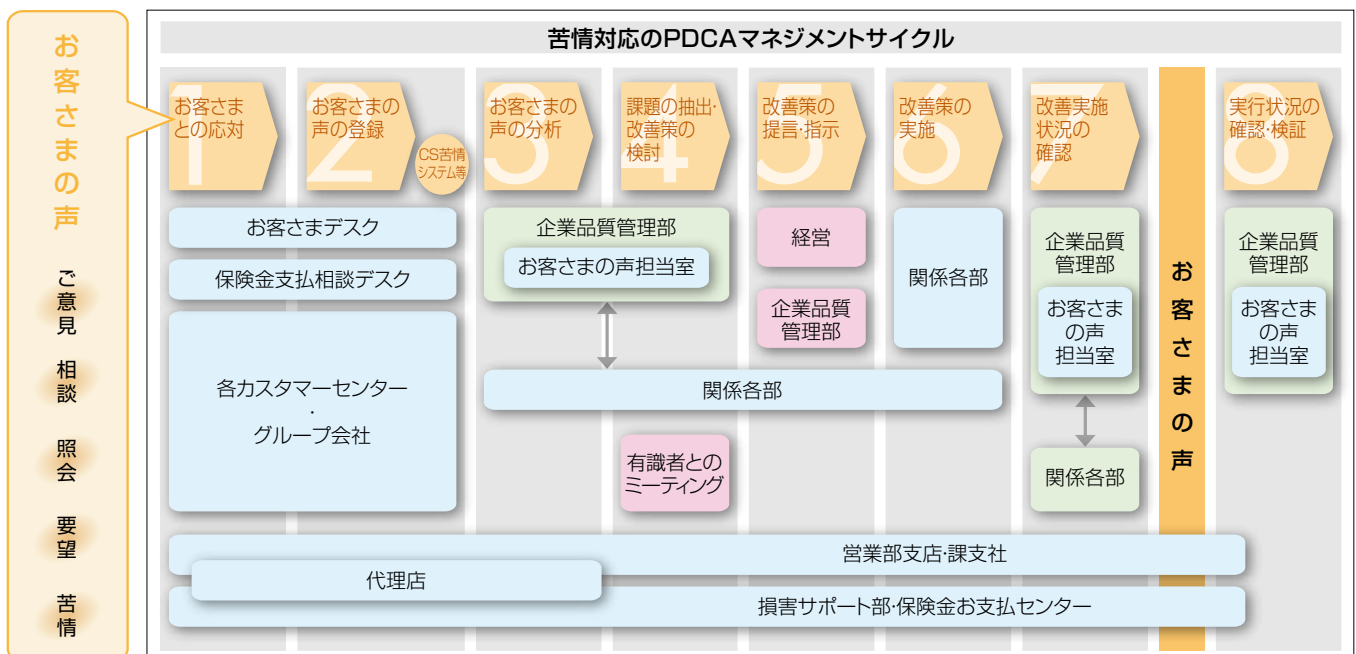 お客さまの声
ご意見
相談
照会
要望
苦情
苦情対応のPDCAマネジメントサイクル
1
お客さま
との応対
2
お客さまの
声の登録
CS苦情
システム等
3
お客さまの
声の分析
4
課題の抽出・
改善策の
検討
5
改善策の
提言・指示
6
改善策の
実施
7
改善実施
状況の
確認
8
実行状況の
確認・検証
お客さまデスク
保険金支払相談デスク
各カスタマーセンター
・
グループ会社
企業品質管理部
お客さまの声担当室
経営
企業品質
管理部
関係各部
関係各部
有識者との
ミーティング
企業品質
管理部
お客さま
の声
担当室
関係各部
お客さまの声
企業品質
管理部
お客さま
の声
担当室
営業部支店・課支社
代理店
損害サポート部・保険金お支払センター